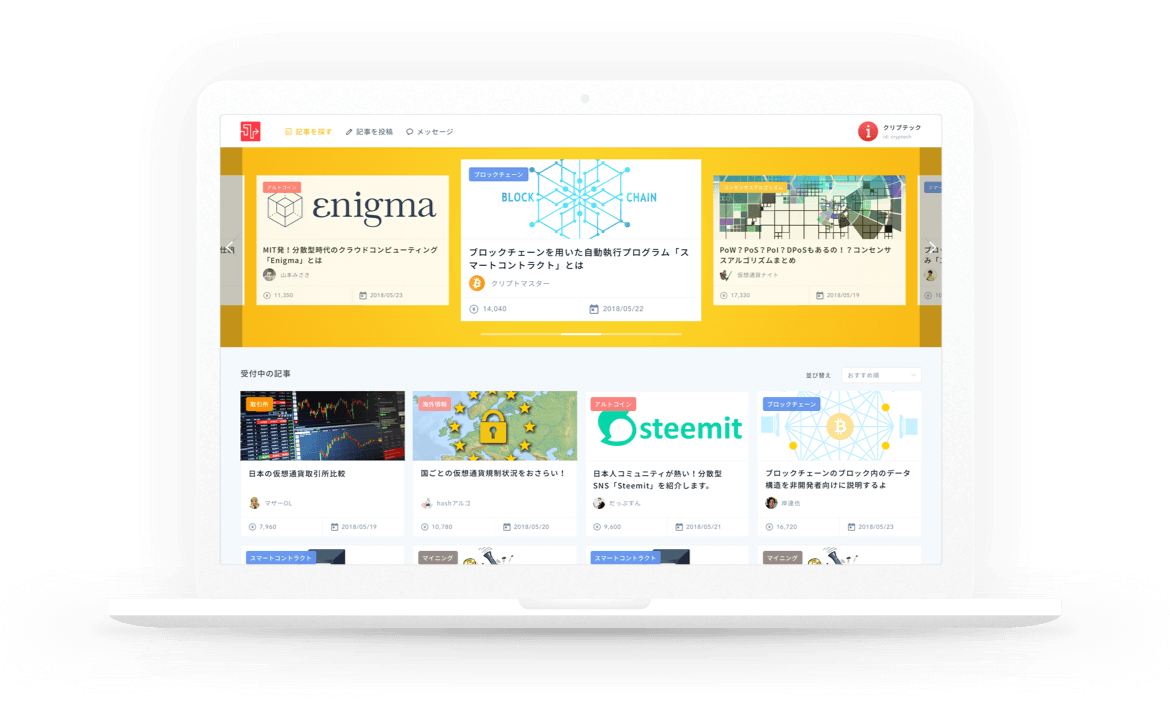 記事を探す
記事を投稿
メッセージ
クリプテック
id: cryptech
アルトコイン
εnigma
MIT発！分散型時代のクラウドコンピューティング
「Enigma」とは
山本みさき
11,350
2018/05/23
ブロックチェーン
BLOCK
CHAIN
ブロックチェーンを用いた自動執行プログラム「ス
マートコントラクト」とは
クリプトマスター
14,040
2018/05/22
コンセンサスアルゴリズム
PoW？PoS？PoI？DPoSもあるの！？コンセンサ
スアルゴリズムまとめ
仮想通貨ナイト
17,330
2018/05/19
受付中の記事
並び替え
おすすめ順
取引所
日本の仮想通貨取引所比較
マザーOL
7,960
2018/05/19
海外情報
国ごとの仮想通貨規制状況をおさらい！
hashアルゴ
10,780
2018/05/20
アルトコイン
steemit
日本人コミュニティが熱い！分散型
SNS「Steemit」を紹介します。
だっぷすん
9,600
2018/05/21
ブロックチェーン
ブロックチェーンのブロック内のデータ
構造を非開発者向けに説明するよ
岸達也
16,720
2018/05/23
スマートコントラクト
マイニング
スマートコントラクト
マイニング